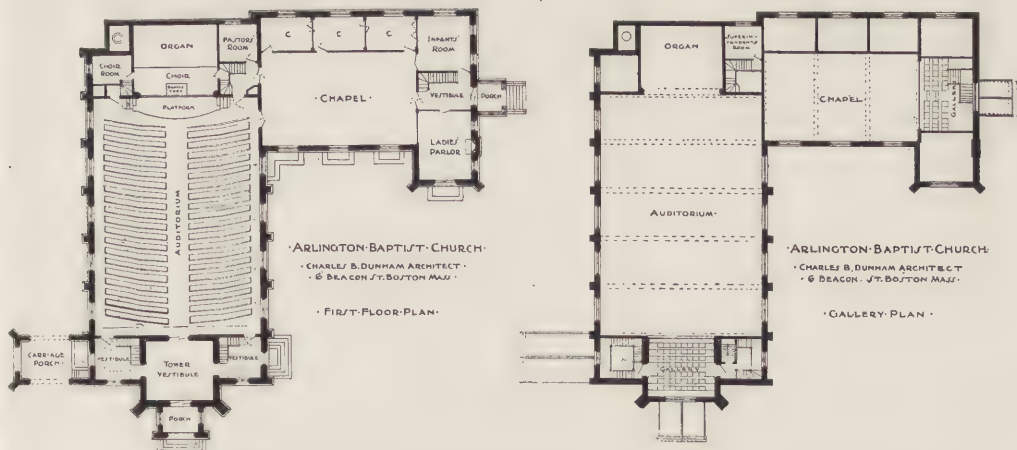 C
ORGAN
PASTORS'
ROOM
C
C
C
INFANTS'
ROOM
CHOIR
ROOM
CHOIR
PLATFORM
·CHAPEL·
VESTIBULE
PORCH
LADIES'
PARLOR
AUDITORIUM
·ARLINGTON·BAPTIST·CHURCH·
·CHARLES B. DUNHAM ARCHITECT·
·6 BEACON ST. BOSTON MASS·
·FIRST·FLOOR·PLAN·
CARRIAGE
PORCH
VESTIBULE
TOWER
VESTIBULE
VESTIBULE
PORCH
ORGAN
SUPERIN-
TENDENTS
ROOM
CHAPEL
GALLERY
AUDITORIUM·
·ARLINGTON·BAPTIST·CHURCH·
·CHARLES B. DUNHAM ARCHITECT
·6 BEACON. ST. BOSTON MASS·
·GALLERY·PLAN·
GALLERY